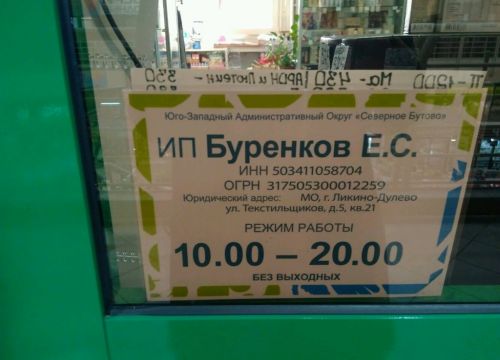 Юго-Западный Административный Округ «Северное Бутово»
ИП Буренков Е.С.
ИНН 503411058704
ОГРН 317505300012259
Юридический адрес: МО, г. Ликино-Дулево
ул. Текстильщиков, д.5, кв.21
РЕЖИМ РАБОТЫ
10.00 – 20.00
БЕЗ ВЫХОДНЫХ